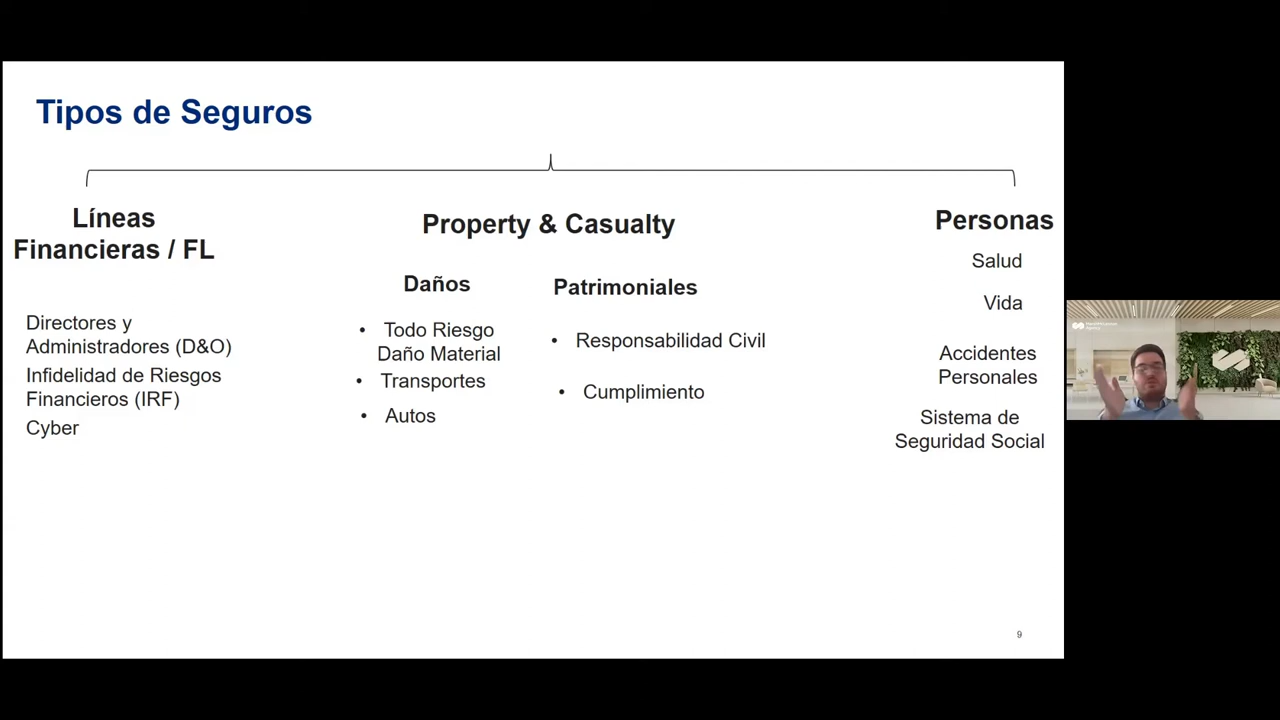 Tipos de Seguros
Líneas
Financieras / FL
Directores y
Administradores (D&O)
Infidelidad de Riesgos
Financieros (IRF)
Cyber
Property & Casualty
Daños
• Todo Riesgo
Daño Material
• Transportes
• Autos
Patrimoniales
• Responsabilidad Civil
• Cumplimiento
Personas
Salud
Vida
Accidentes
Personales
Sistema de
Seguridad Social
9